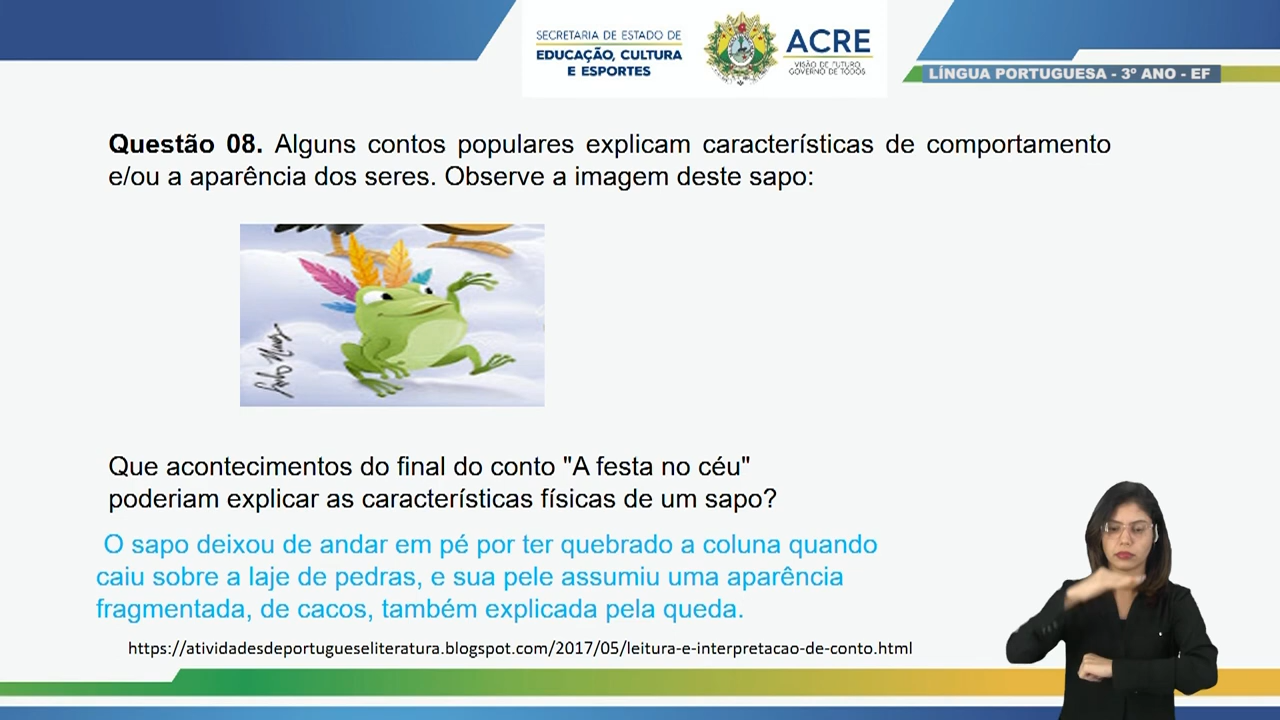 SECRETARIA DE ESTADO DE
EDUCAÇÃO, CULTURA
E ESPORTES
ACRE
VISÃO DE FUTURO
GOVERNO DE TODOS
LÍNGUA PORTUGUESA - 3º ANO - EF
Questão 08. Alguns contos populares explicam características de comportamento
e/ou a aparência dos seres. Observe a imagem deste sapo:
Que acontecimentos do final do conto "A festa no céu"
poderiam explicar as características físicas de um sapo?
O sapo deixou de andar em pé por ter quebrado a coluna quando
caiu sobre a laje de pedras, e sua pele assumiu uma aparência
fragmentada, de cacos, também explicada pela queda.
https://atividadesdeportugueseliteratura.blogspot.com/2017/05/leitura-e-interpretacao-de-conto.html